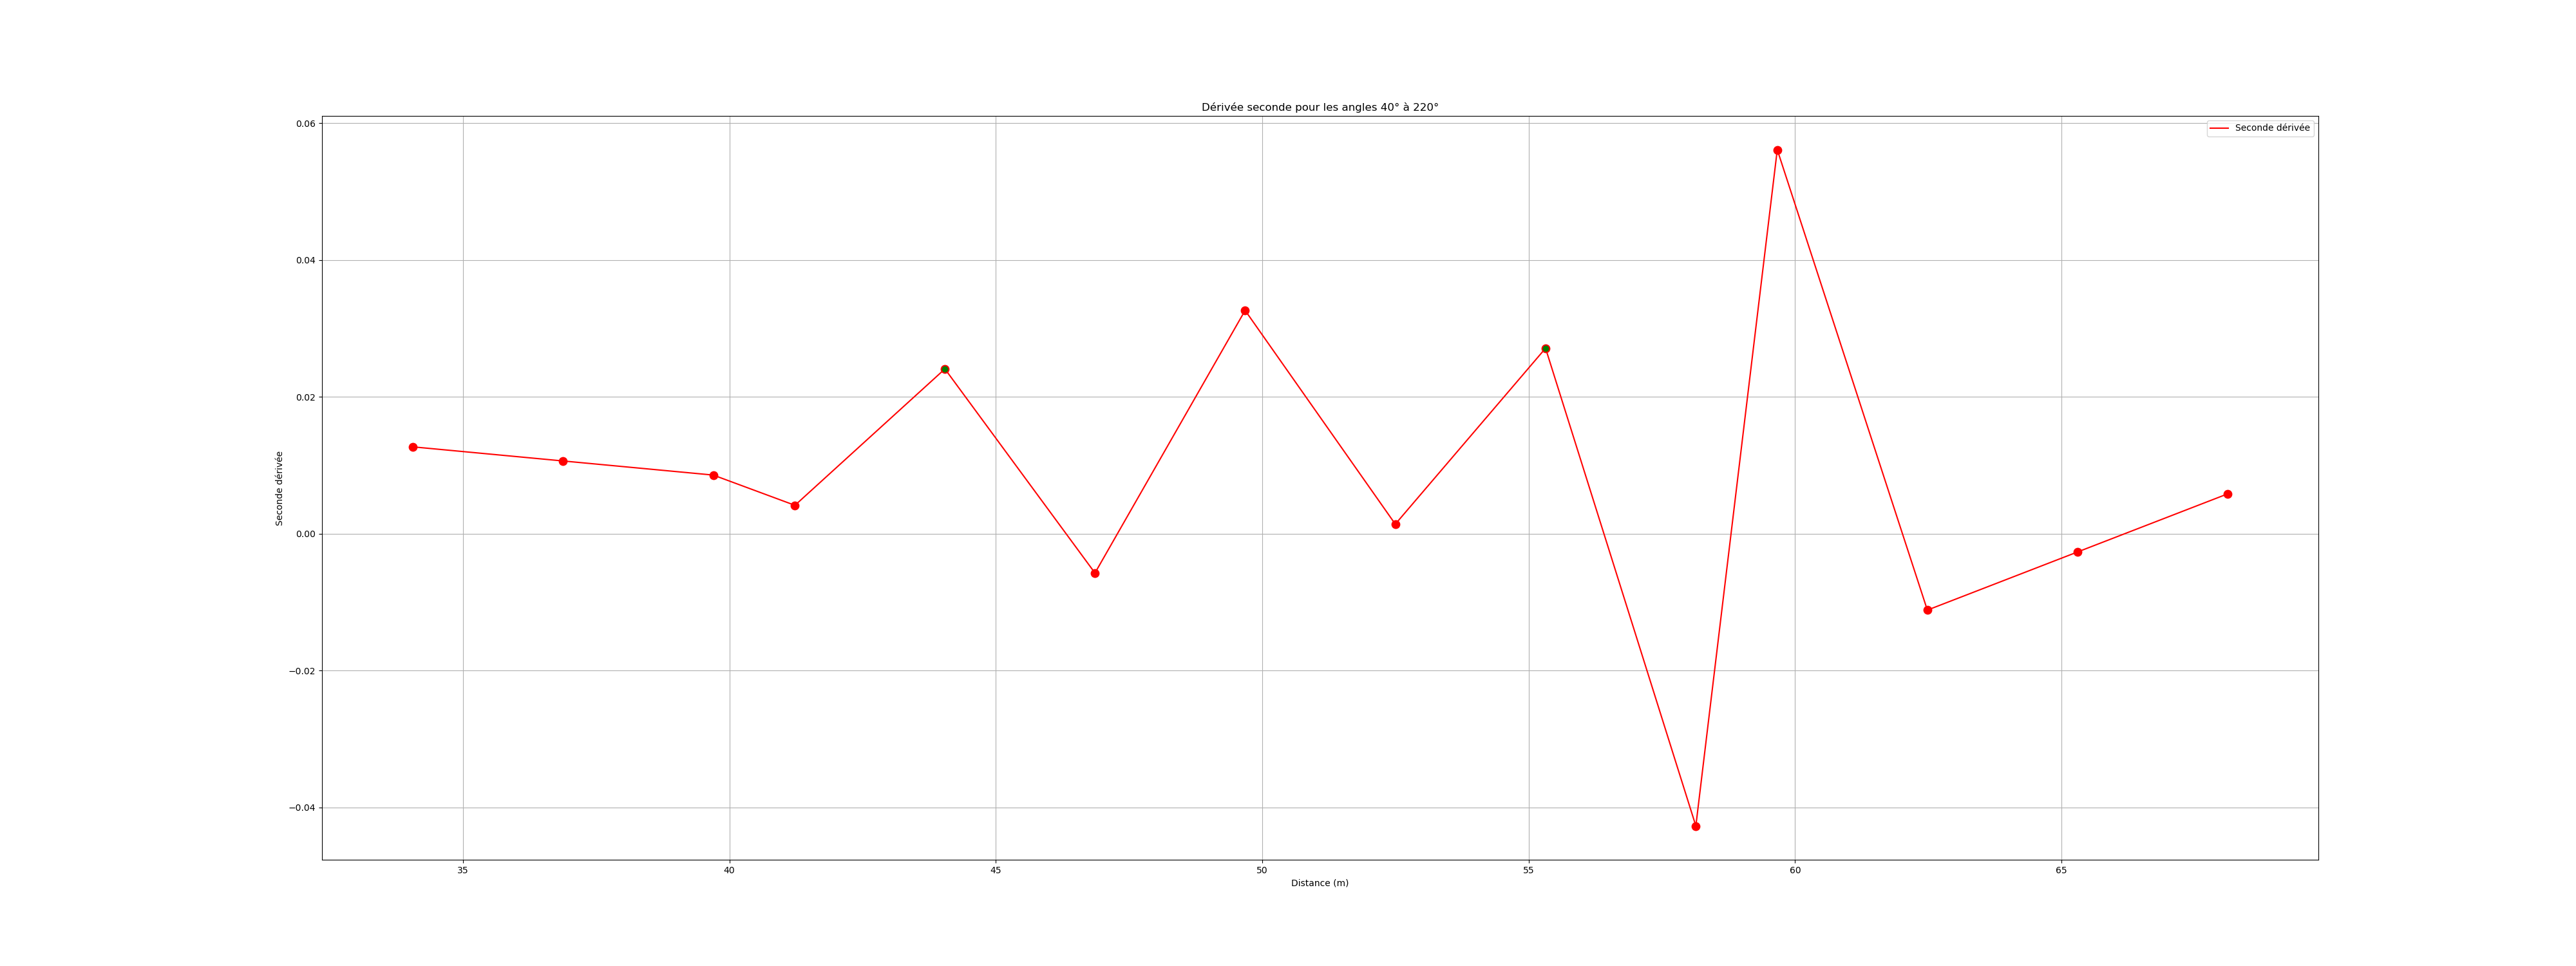 Dérivée seconde pour les angles 40° à 220°
Seconde dérivée
0.06
0.04
0.02
0.00
−0.02
−0.04
Seconde dérivée
35 40 45 50 55 60 65
Distance (m)